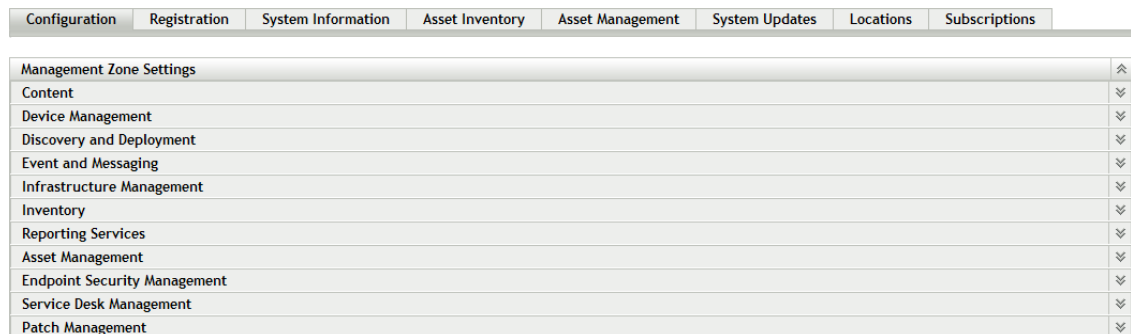 Configuration Registration System Information Asset Inventory Asset Management System Updates Locations Subscriptions
Management Zone Settings
Content
Device Management
Discovery and Deployment
Event and Messaging
Infrastructure Management
Inventory
Reporting Services
Asset Management
Endpoint Security Management
Service Desk Management
Patch Management